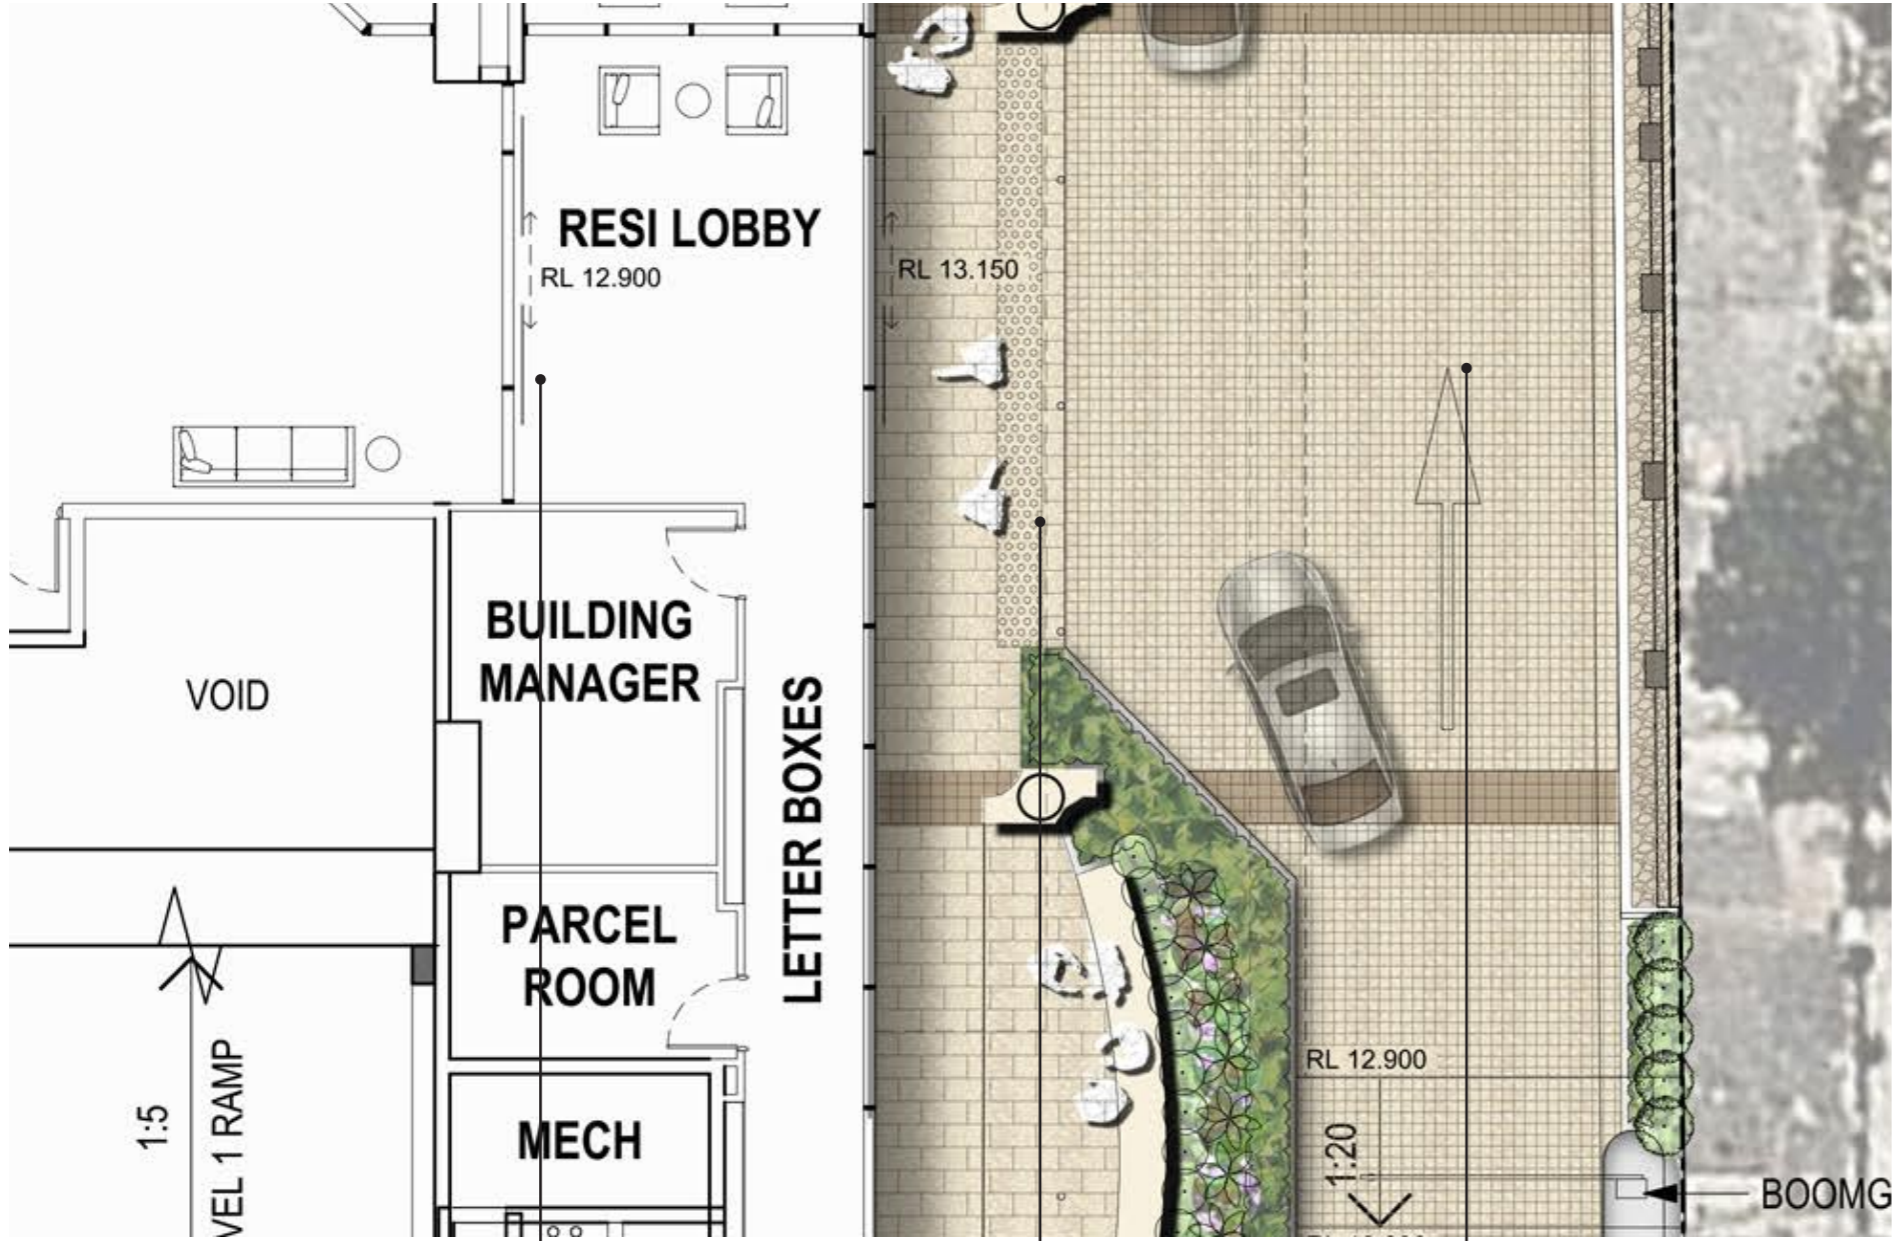 RESI LOBBY
RL 12.900
RL 13.150
BUILDING
MANAGER
VOID
LETTER BOXES
PARCEL
ROOM
RL 12.900
1:5
VEL 1 RAMP
MECH
1:20
BOOMG